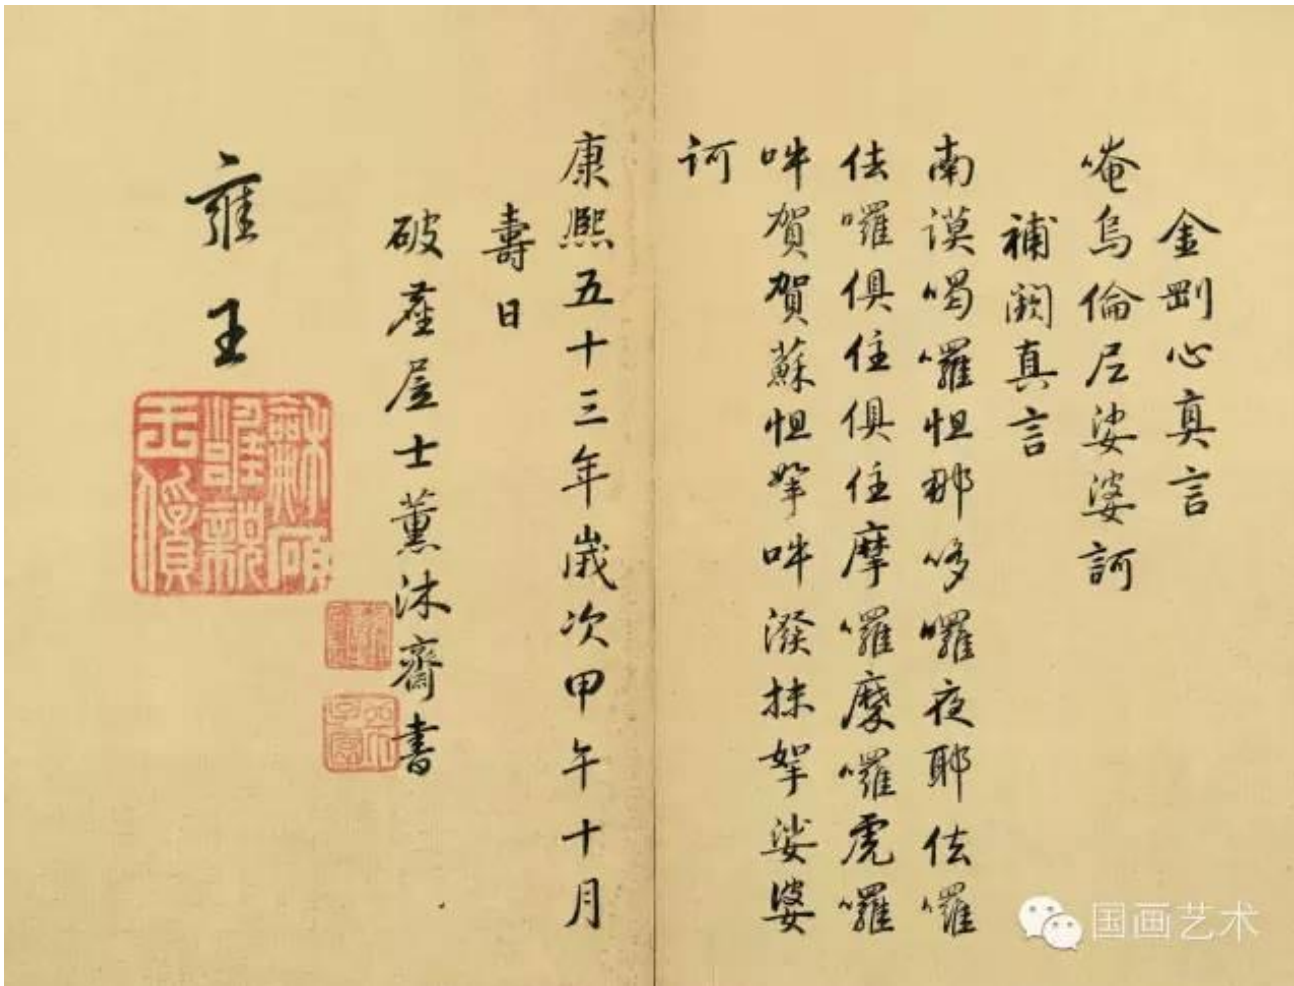 金剛心真言
唵烏倫尼娑婆訶
補闕真言
南謨喝囉怛那哆囉夜耶佉囉
佉囉俱住俱住摩囉摩囉虎囉
吽賀賀蘇怛拏吽潑抹拏娑婆
訶
康熙五十三年歲次甲午十月
壽日
破塵居士薰沐齋書
雍王
国画艺术